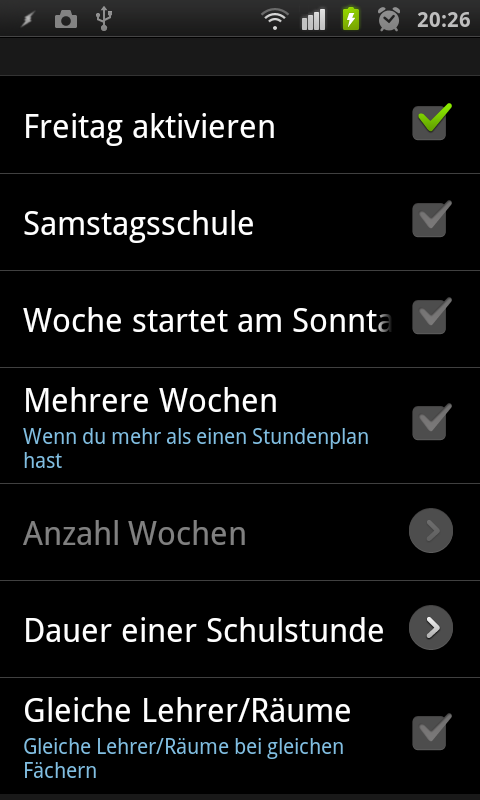 20:26
Freitag aktivieren
Samstagsschule
Woche startet am Sonnta
Mehrere Wochen
Wenn du mehr als einen Stundenplan
hast
Anzahl Wochen
Dauer einer Schulstunde
Gleiche Lehrer/Räume
Gleiche Lehrer/Räume bei gleichen
Fächern